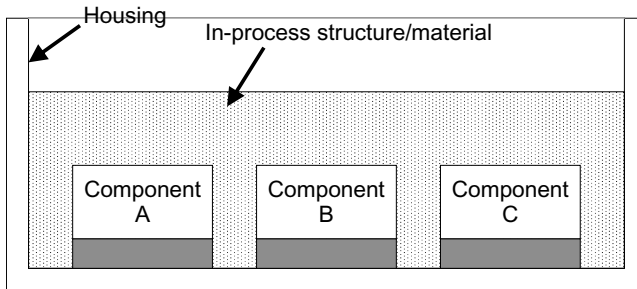 Housing
In-process structure/material
Component
A
Component
B
Component
C